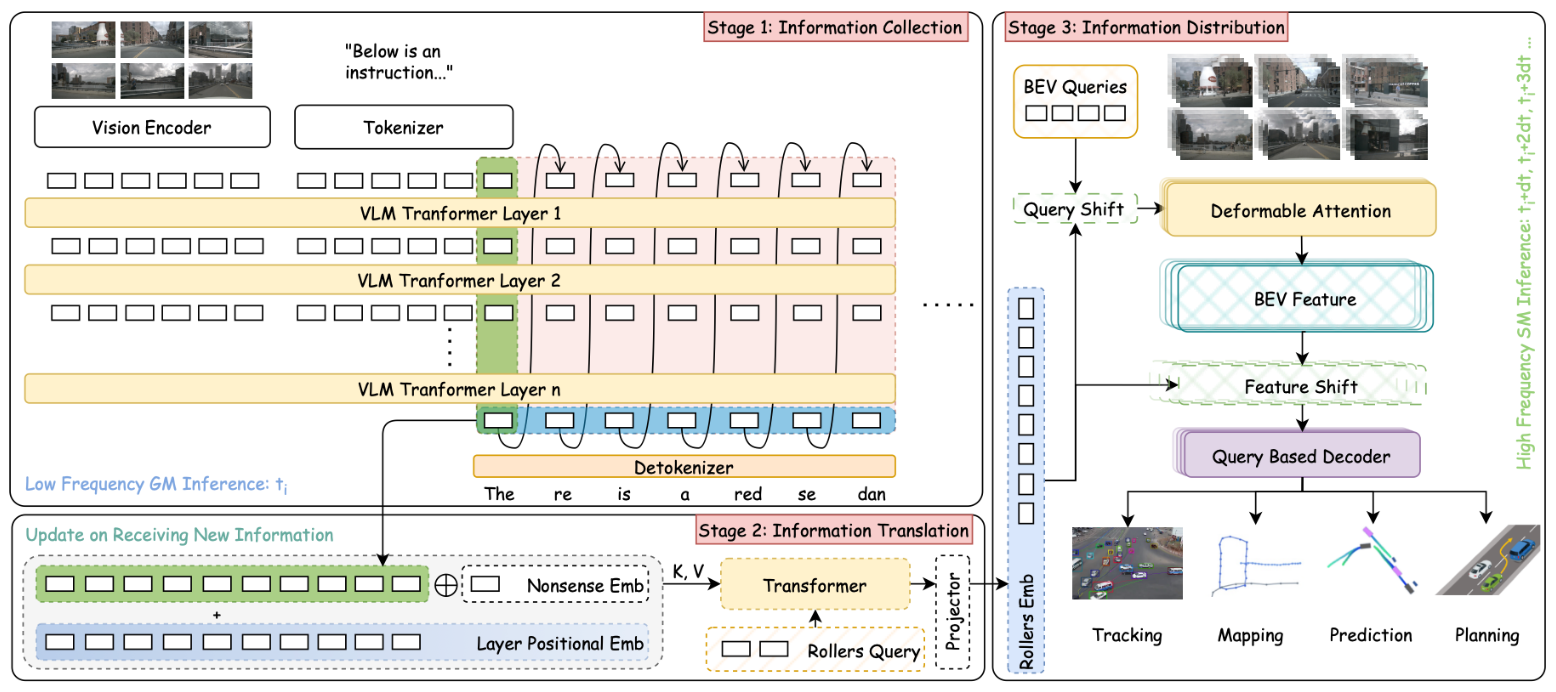 Stage 1: Information Collection
"Below is an
instruction..."
Vision Encoder
Tokenizer
VLM Tranformer Layer 1
VLM Tranformer Layer 2
VLM Tranformer Layer n
Detokenizer
The re is a red se dan
Low Frequency GM Inference: ti
Stage 2: Information Translation
Update on Receiving New Information
Nonsense Emb
+
Layer Positional Emb
K, V
Transformer
Rollers Query
Projector
Stage 3: Information Distribution
BEV Queries
Query Shift
Deformable Attention
BEV Feature
Feature Shift
Query Based Decoder
Rollers Emb
Tracking
Mapping
Prediction
Planning
High Frequency SM Inference: ti+dt, ti+2dt, ti+3dt ...